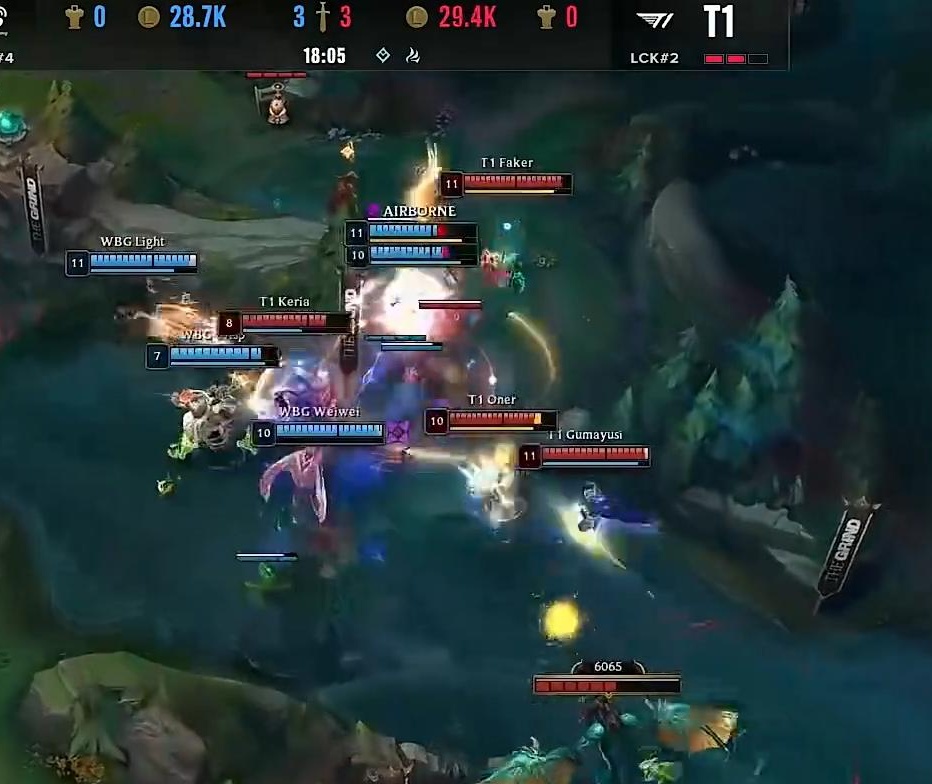 0 28.7K 3 3 29.4K 0 T1
#4 18:05 LCK#2
T1 Faker
11
AIRBORNE
11
10
WBG Light
11
THE GRIND
T1 Keria
8
WBG
7
T1 Oner
10
WBG Weiwei
10
T1 Gumayusi
11
THE GRIND
6065